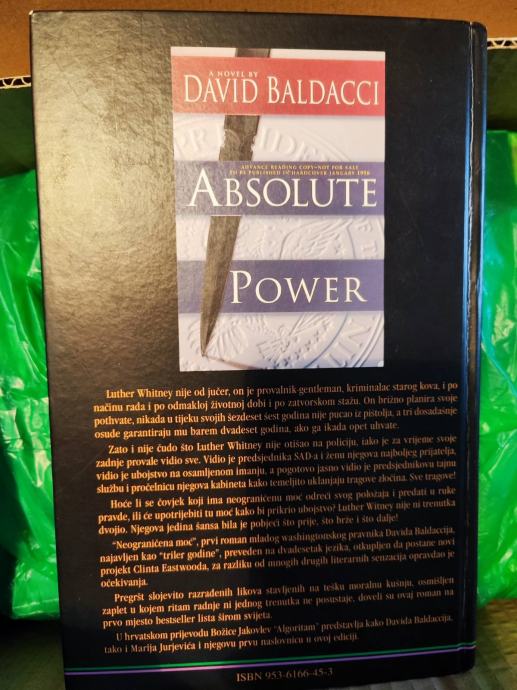 A NOVEL BY
DAVID BALDACCI
ADVANCE READING COPY–NOT FOR SALE
TO BE PUBLISHED IN HARDCOVER JANUARY 1996
ABSOLUTE
POWER
Luther Whitney nije od jučer, on je provalnik-gentleman, kriminalac starog kova, i po
načinu rada i po odmakloj životnoj dobi i po zatvorskom stažu. On brižno planira svoje
pothvate, nikada u tijeku svojih šezdeset šest godina nije pucao iz pištolja, a tri dosadašnje
osude garantiraju mu barem dvadeset godina, ako ga ikada opet uhvate.
Zato i nije čudo što Luther Whitney nije otišao na policiju, iako je za vrijeme svoje
zadnje provale vidio sve. Vidio je predsjednika SAD-a i ženu njegova najboljeg prijatelja,
vidio je ubojstvo na osamljenom imanju, a pogotovo jasno vidio je predsjednikovu tajnu
službu i pročelnicu njegova kabineta kako temeljito uklanjaju tragove zločina. Sve tragove!
Hoće li se čovjek koji ima neograničenu moć odreći svog položaja i predati u ruke
pravde, ili će upotrijebiti tu moć kako bi prikrio ubojstvo? Luther Witney nije ni trenutka
dvojio. Njegova jedina šansa bila je pobjeći što prije, što brže i što dalje!
"Neograničena moć", prvi roman mladog washingtonskog pravnika Davida Baldaccija,
najavljen kao "triler godine", preveden na dvadesetak jezika, otkupljen da postane novi
projekt Clinta Eastwooda, za razliku od mnogih drugih literarnih senzacija opravdao je
očekivanja.
Pregršt slojevito razrađenih likova stavljenih na tešku moralnu kušnju, osmišljen
zaplet u kojem ritam radnje ni jednog trenutka ne posustaje, doveli su ovaj roman na
prvo mjesto bestseller lista širom svijeta.
U hrvatskom prijevodu Božice Jakovlev "Algoritam" predstavlja kako Davida Baldaccija,
tako i Marija Jurjevića i njegovu prvu naslovnicu u ovoj ediciji.
ISBN 953-6166-45-3